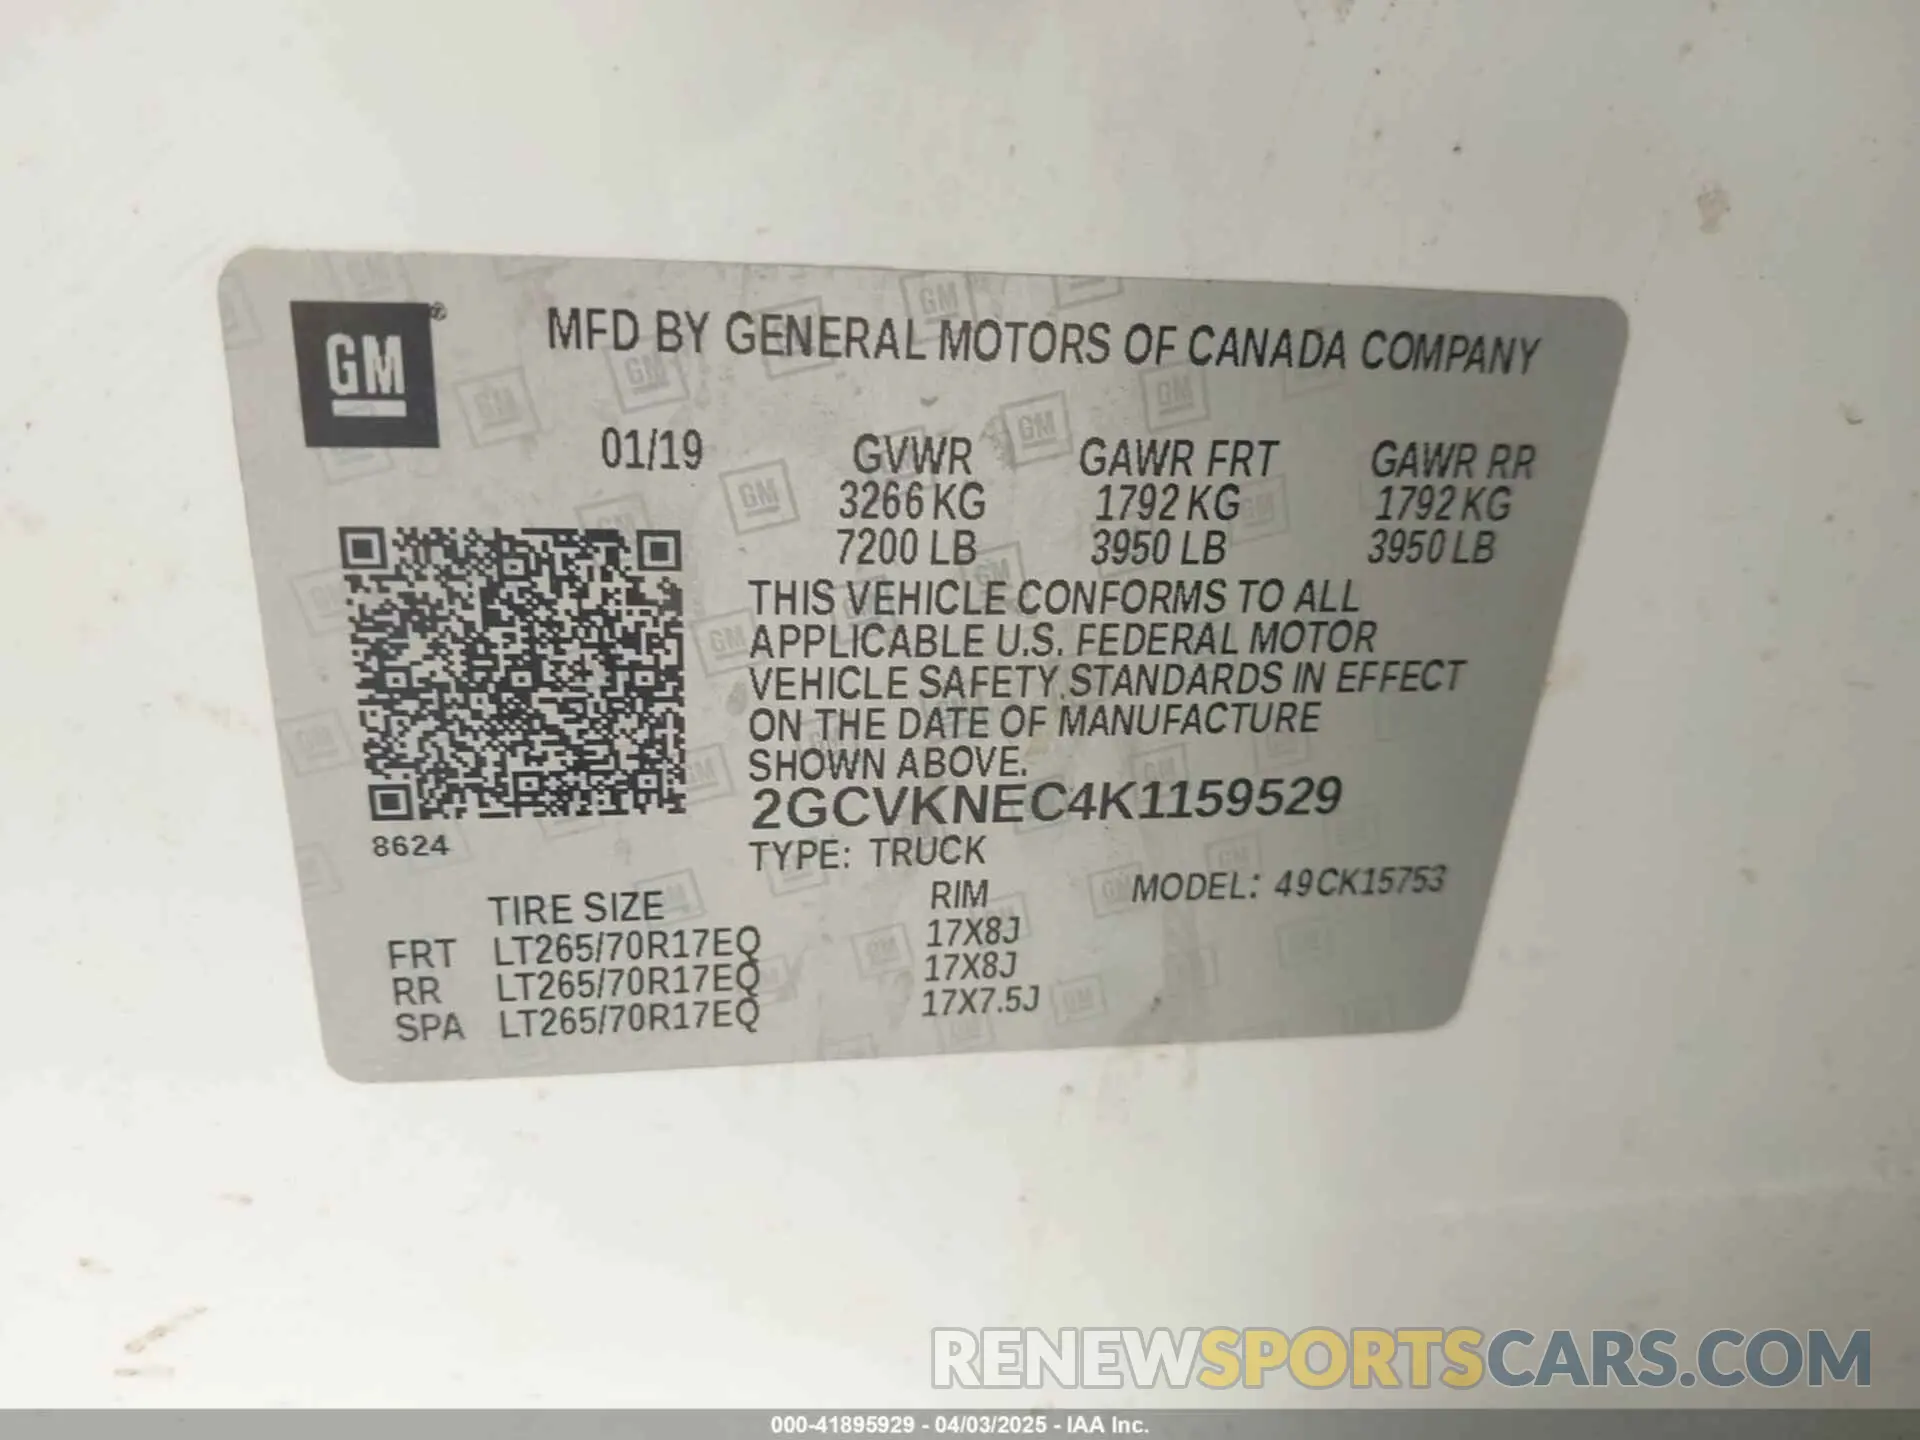 GM ®
MFD BY GENERAL MOTORS OF CANADA COMPANY
01/19 GVWR GAWR FRT GAWR RR
3266 KG 1792 KG 1792 KG
7200 LB 3950 LB 3950 LB
THIS VEHICLE CONFORMS TO ALL
APPLICABLE U.S. FEDERAL MOTOR
VEHICLE SAFETY STANDARDS IN EFFECT
ON THE DATE OF MANUFACTURE
SHOWN ABOVE.
2GCVKNEC4K1159529
8624
TYPE: TRUCK
MODEL: 49CK15753
TIRE SIZE RIM
FRT LT265/70R17EQ 17X8J
RR LT265/70R17EQ 17X8J
SPA LT265/70R17EQ 17X7.5J
RENEWSPORTSCARS.COM
000-41895929 - 04/03/2025 - IAA Inc.